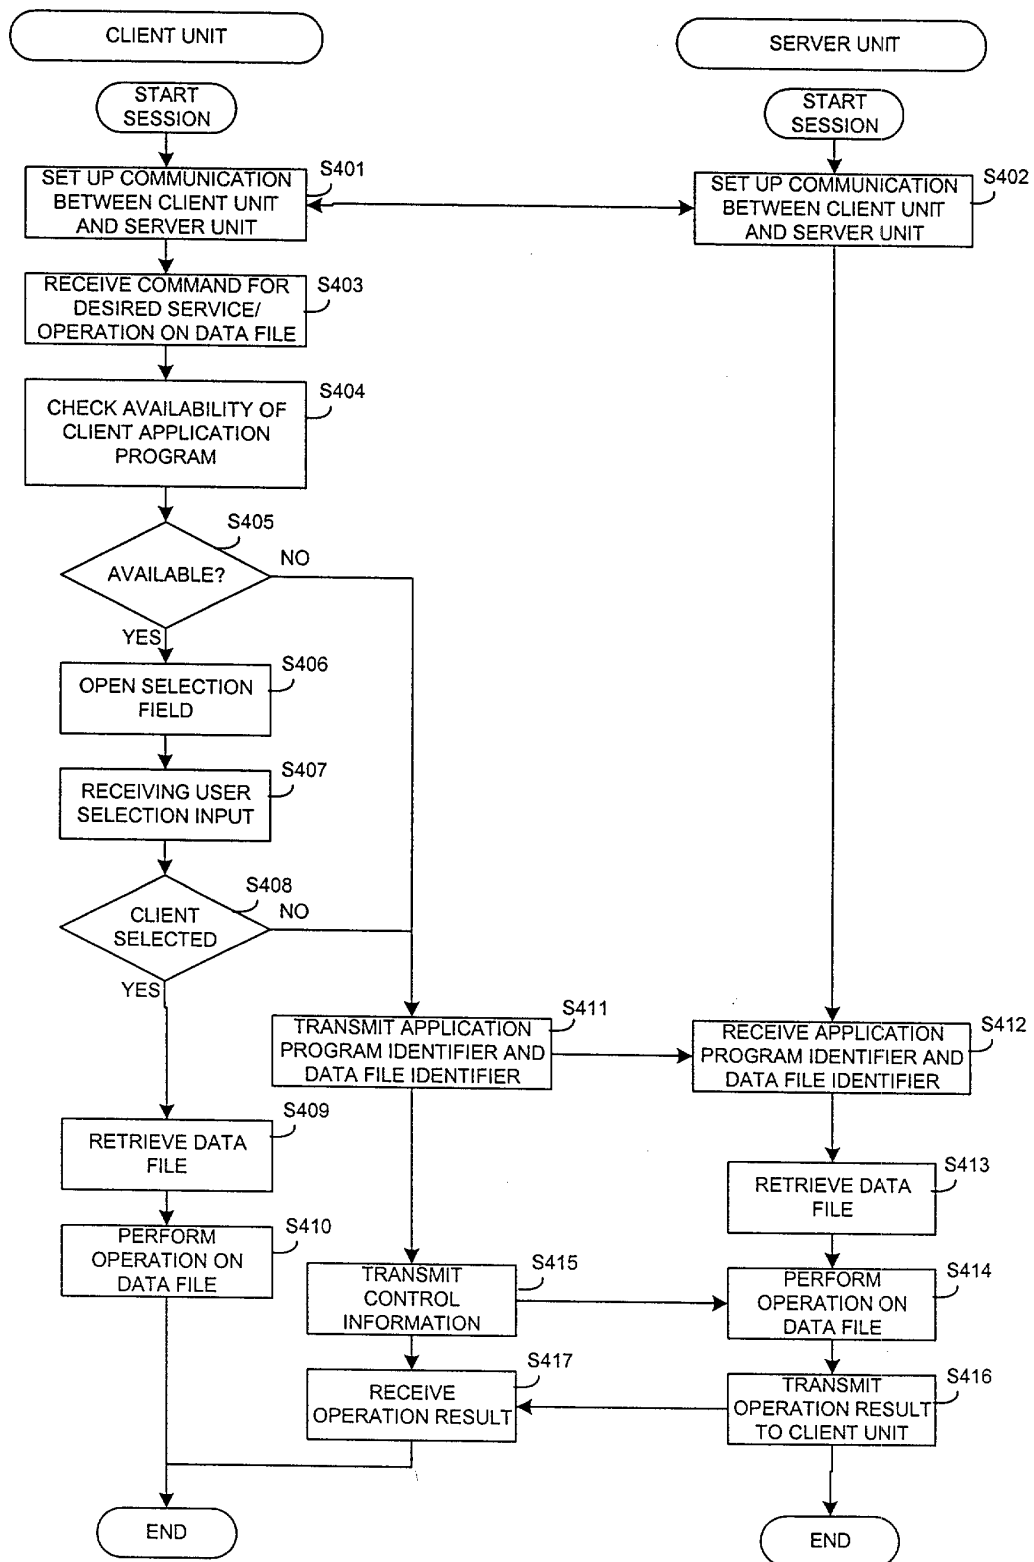 CLIENT UNIT
SERVER UNIT
START
SESSION
START
SESSION
S401
SET UP COMMUNICATION
BETWEEN CLIENT UNIT
AND SERVER UNIT
S402
SET UP COMMUNICATION
BETWEEN CLIENT UNIT
AND SERVER UNIT
S403
RECEIVE COMMAND FOR
DESIRED SERVICE/
OPERATION ON DATA FILE
S404
CHECK AVAILABILITY OF
CLIENT APPLICATION
PROGRAM
S405
AVAILABLE?
NO
YES
S406
OPEN SELECTION
FIELD
S407
RECEIVING USER
SELECTION INPUT
S408
CLIENT
SELECTED
NO
YES
S411
TRANSMIT APPLICATION
PROGRAM IDENTIFIER AND
DATA FILE IDENTIFIER
S412
RECEIVE APPLICATION
PROGRAM IDENTIFIER AND
DATA FILE IDENTIFIER
S409
RETRIEVE DATA
FILE
S413
RETRIEVE DATA
FILE
S410
PERFORM
OPERATION ON
DATA FILE
S415
TRANSMIT
CONTROL
INFORMATION
S414
PERFORM
OPERATION ON
DATA FILE
S417
RECEIVE
OPERATION RESULT
S416
TRANSMIT
OPERATION RESULT
TO CLIENT UNIT
END
END